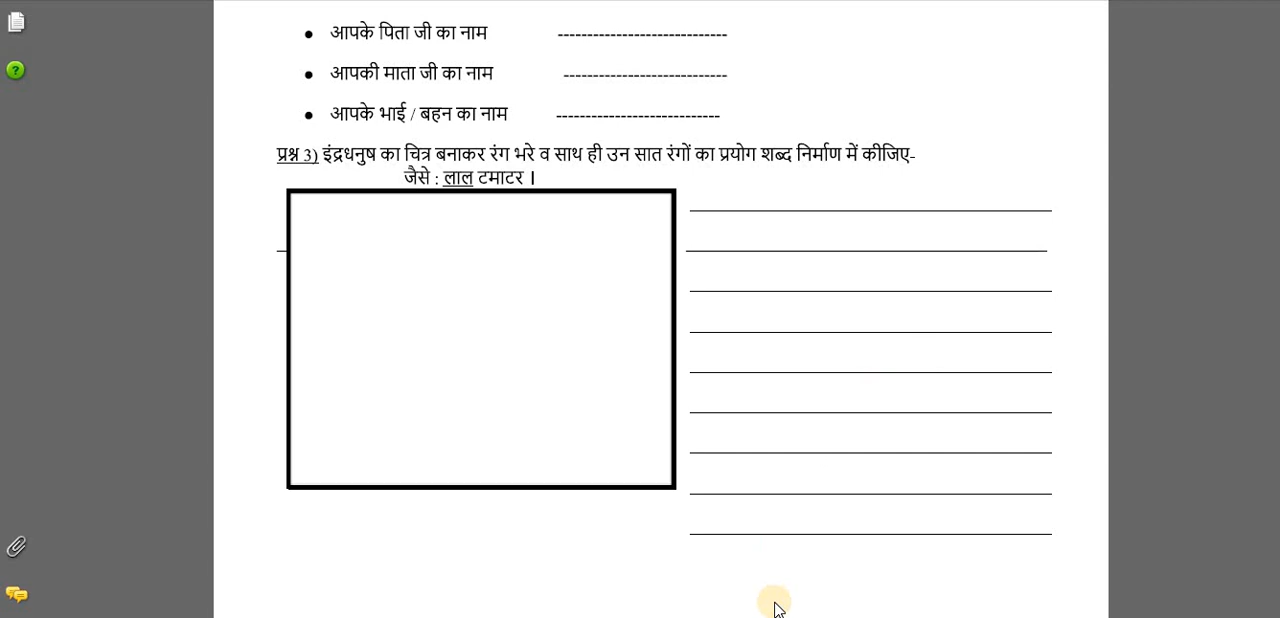 • आपके पिता जी का नाम -----------------------------
• आपकी माता जी का नाम ----------------------------
• आपके भाई / बहन का नाम ----------------------------
प्रश्न 3) इंद्रधनुष का चित्र बनाकर रंग भरे व साथ ही उन सात रंगों का प्रयोग शब्द निर्माण में कीजिए-
जैसे : लाल टमाटर ।